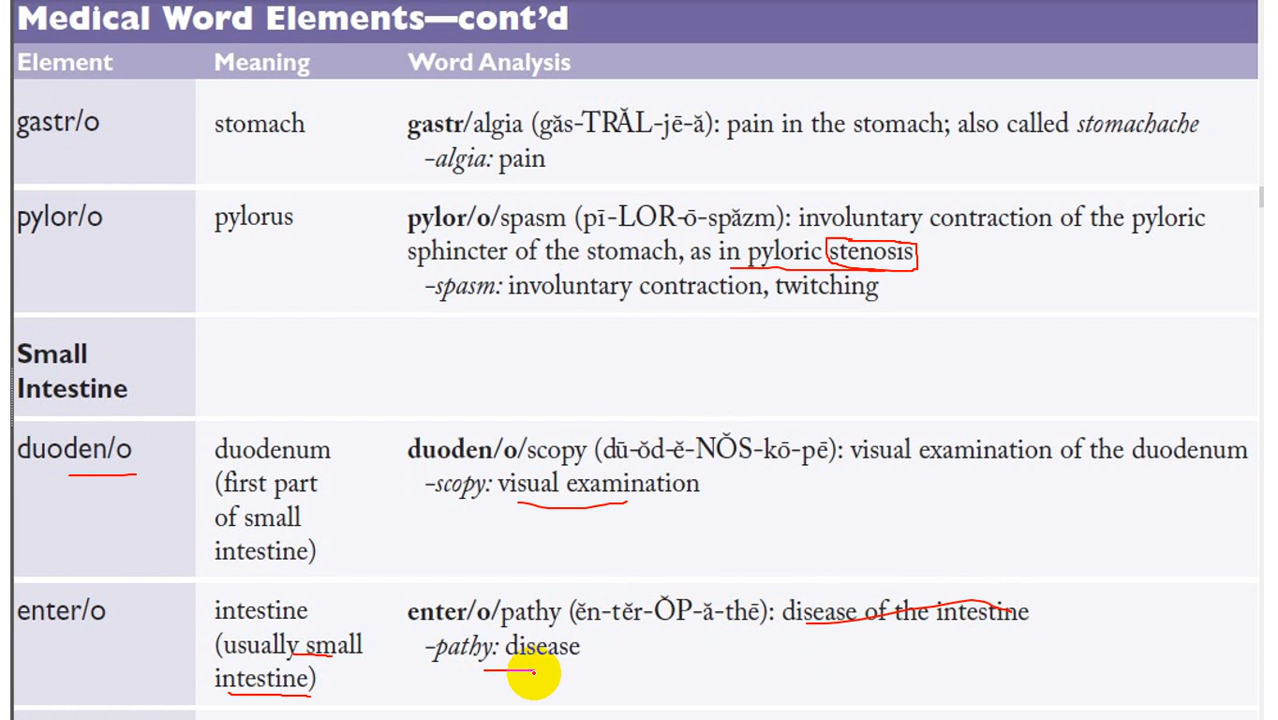 Medical Word Elements—cont'd
Element Meaning Word Analysis
gastr/o stomach gastr/algia (găs-TRĂL-jē-ă): pain in the stomach; also called stomachache
–algia: pain
pylor/o pylorus pylor/o/spasm (pī-LOR-ō-spăzm): involuntary contraction of the pyloric
sphincter of the stomach, as in pyloric stenosis
–spasm: involuntary contraction, twitching
Small
Intestine
duoden/o duodenum duoden/o/scopy (dū-ŏd-ĕ-NŎS-kō-pē): visual examination of the duodenum
(first part –scopy: visual examination
of small
intestine)
enter/o intestine enter/o/pathy (ĕn-tĕr-ŎP-ă-thē): disease of the intestine
(usually small –pathy: disease
intestine)